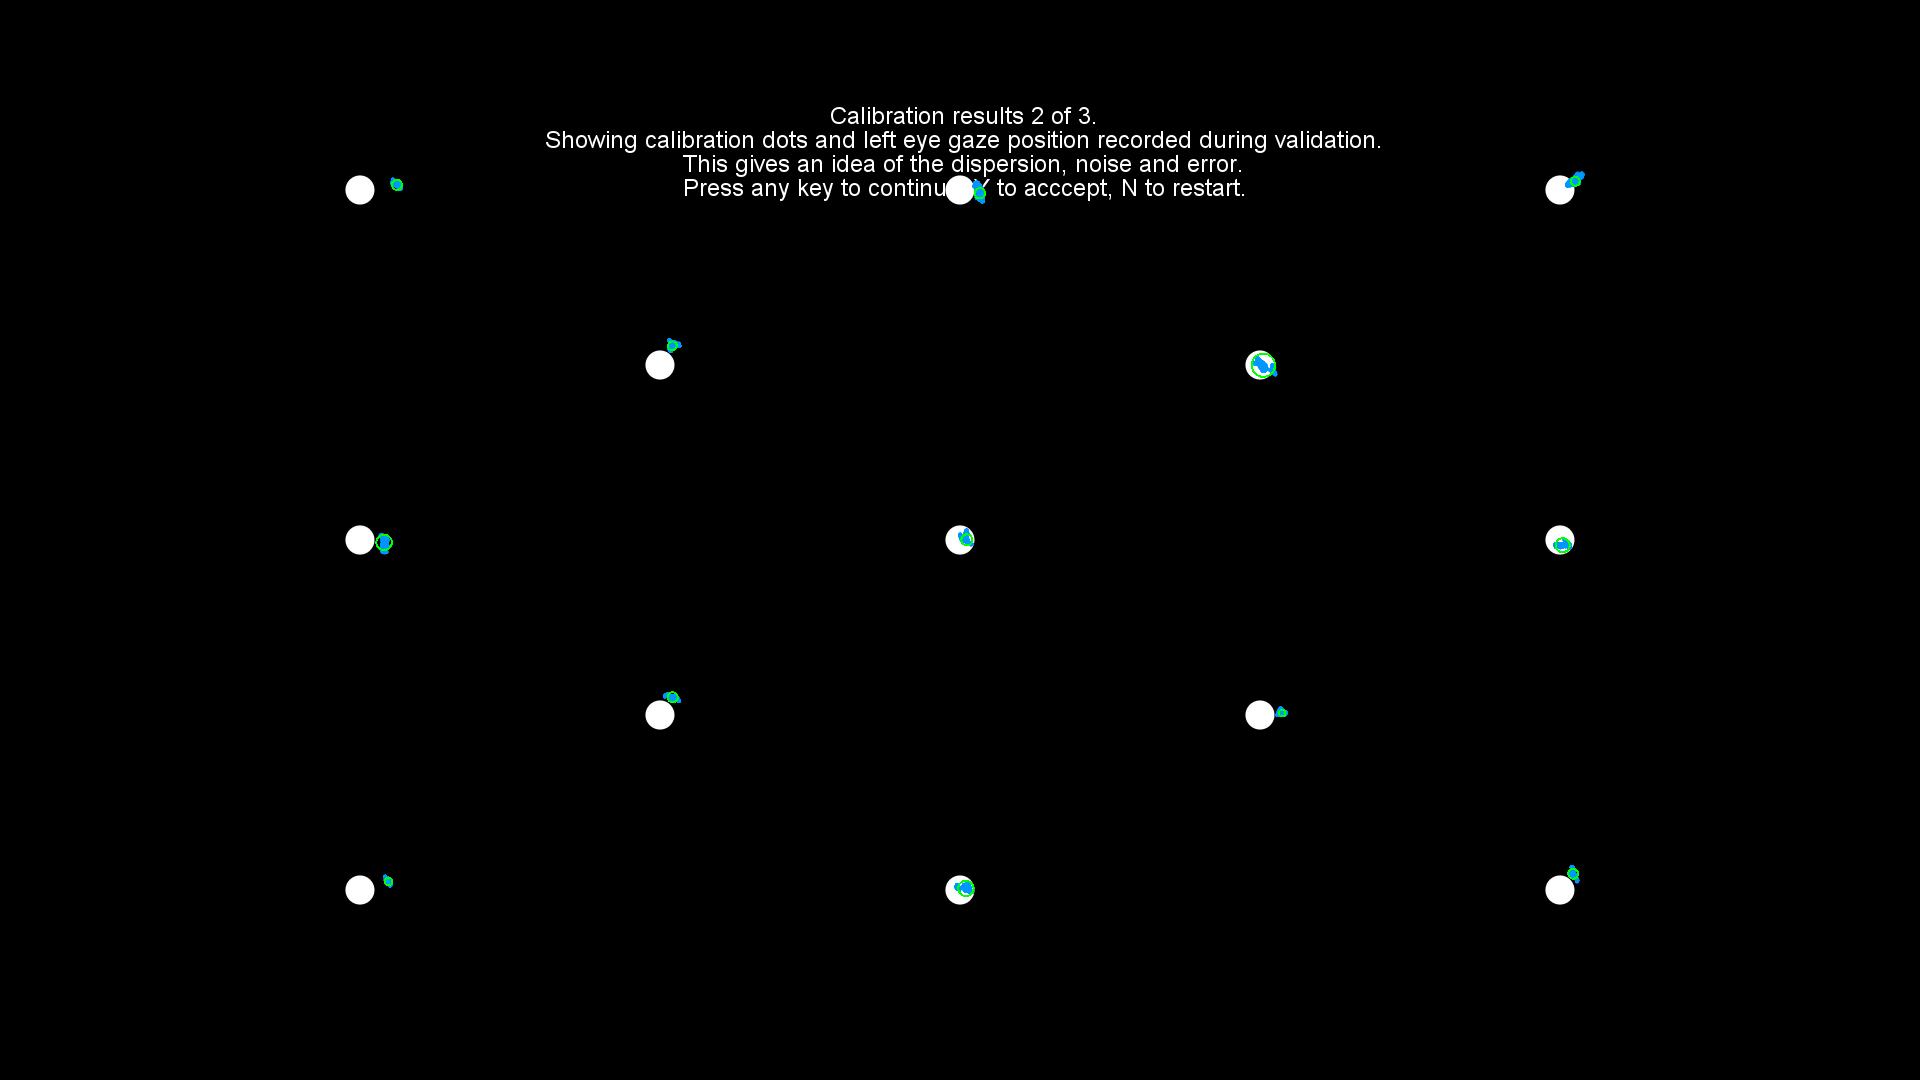 Calibration results 2 of 3.
Showing calibration dots and left eye gaze position recorded during validation.
This gives an idea of the dispersion, noise and error.
Press any key to continu Y to acccept, N to restart.